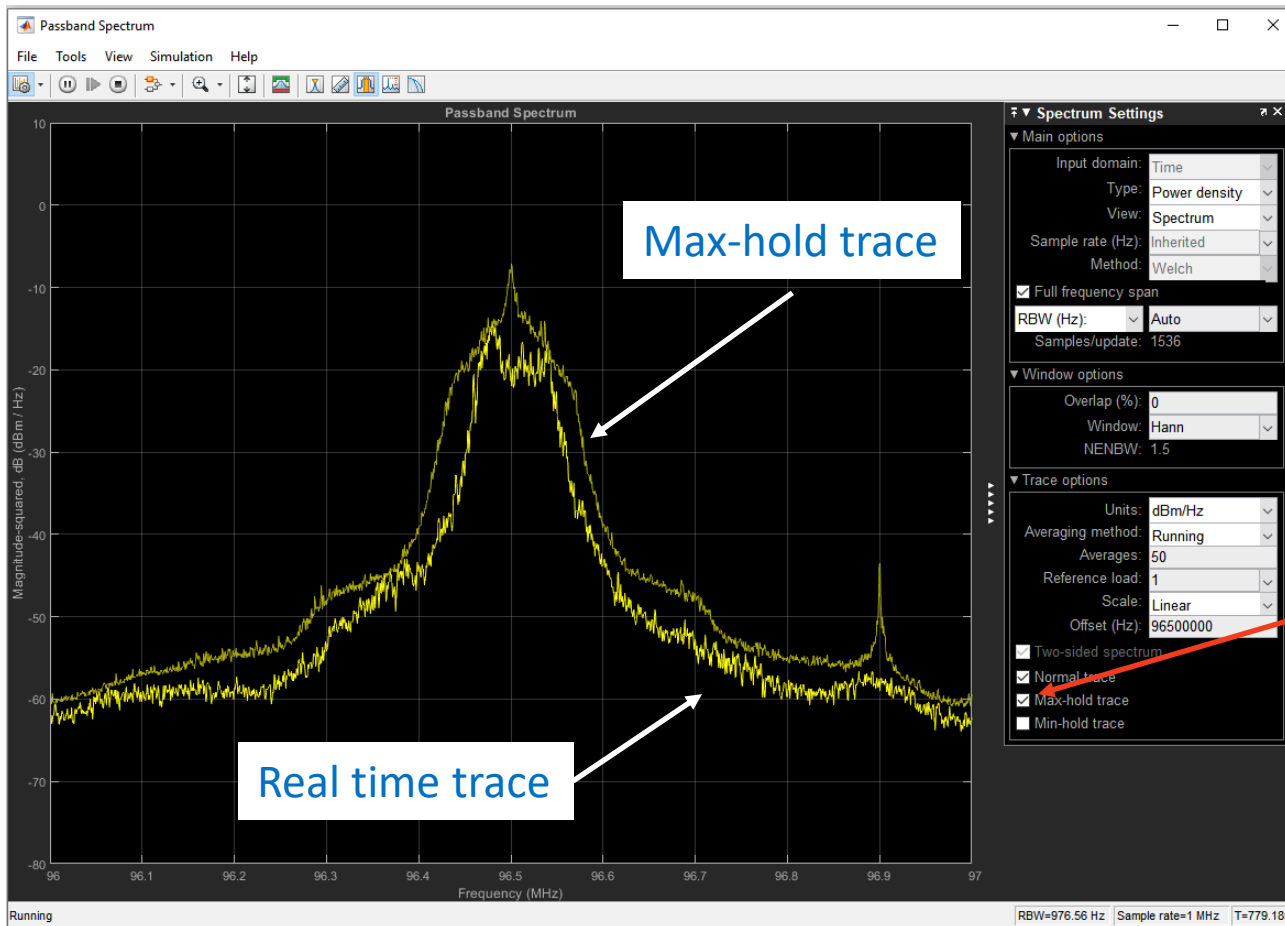 Passband Spectrum
File Tools View Simulation Help
Passband Spectrum
10
0
-10
-20
-30
-40
-50
-60
-70
-80
Magnitude-squared, dB (dBm / Hz)
96 96.1 96.2 96.3 96.4 96.5 96.6 96.7 96.8 96.9 97
Frequency (MHz)
Max-hold trace
Real time trace
Spectrum Settings
Main options
Input domain: Time
Type: Power density
View: Spectrum
Sample rate (Hz): Inherited
Method: Welch
Full frequency span
RBW (Hz): Auto
Samples/update: 1536
Window options
Overlap (%): 0
Window: Hann
NENBW: 1.5
Trace options
Units: dBm/Hz
Averaging method: Running
Averages: 50
Reference load: 1
Scale: Linear
Offset (Hz): 96500000
Two-sided spectrum
Normal trace
Max-hold trace
Min-hold trace
Running
RBW=976.56 Hz Sample rate=1 MHz T=779.18